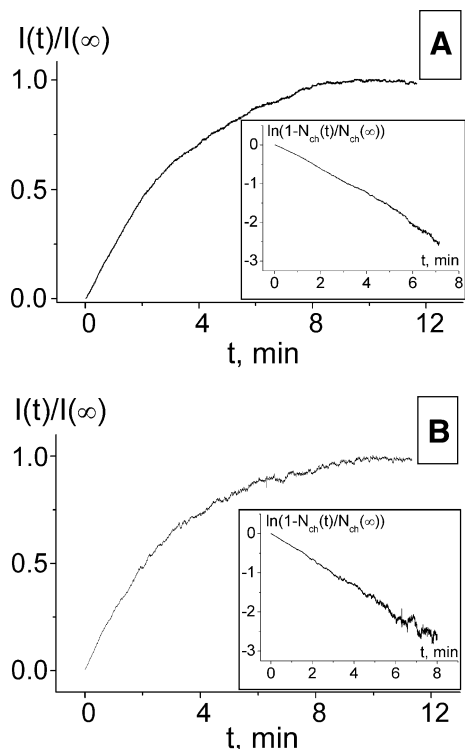 I(t)/I(∞)
A
1.0
0.5
0.0
ln(1-N_ch(t)/N_ch(∞))
0
-1
-2
-3
t, min
0 2 4 6 8
0 4 8 12
t, min
I(t)/I(∞)
B
1.0
0.5
0.0
ln(1-N_ch(t)/N_ch(∞))
0
-1
-2
-3
t, min
0 2 4 6 8
0 4 8 12
t, min